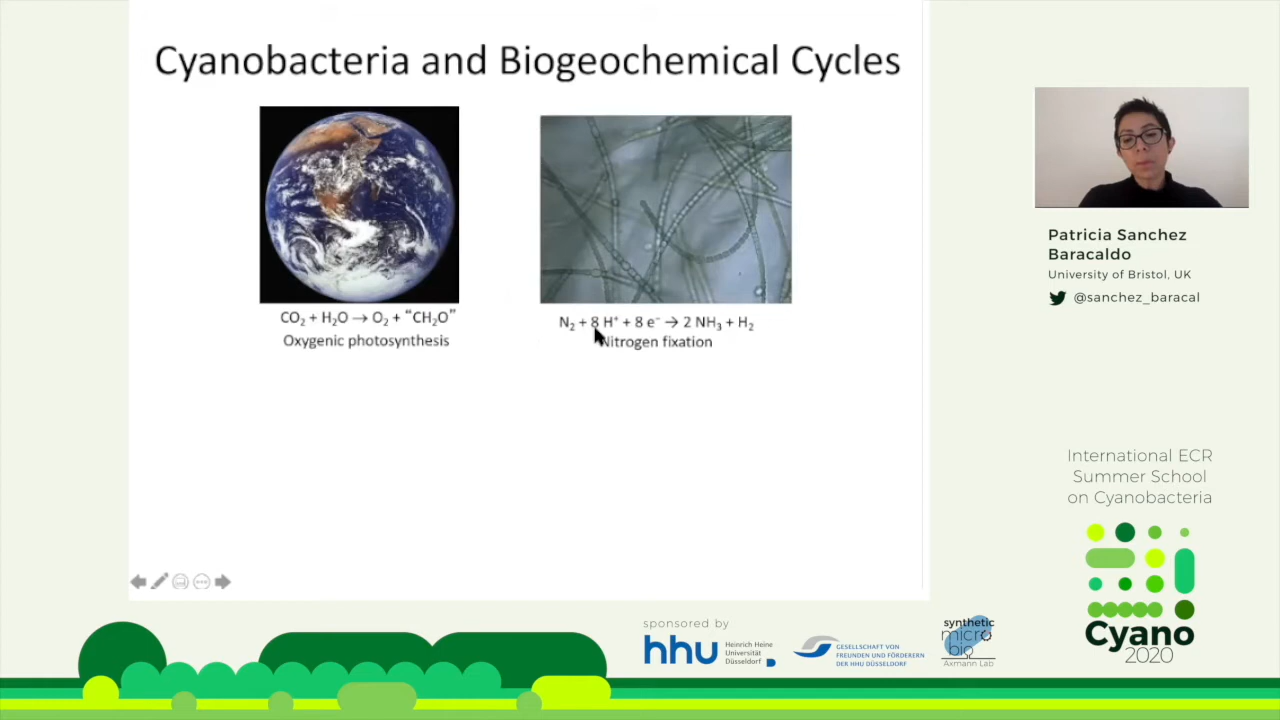 Cyanobacteria and Biogeochemical Cycles
CO₂ + H₂O → O₂ + “CH₂O”
Oxygenic photosynthesis
N₂ + 8 H⁺ + 8 e⁻ → 2 NH₃ + H₂
Nitrogen fixation
Patricia Sanchez
Baracaldo
University of Bristol, UK
@sanchez_baracal
International ECR
Summer School
on Cyanobacteria
Cyano
2020
sponsored by
hhu Heinrich Heine
Universität
Düsseldorf
GESELLSCHAFT VON
FREUNDEN UND FÖRDERERN
DER HHU DÜSSELDORF
synthetic
micro
bio
Axmann Lab